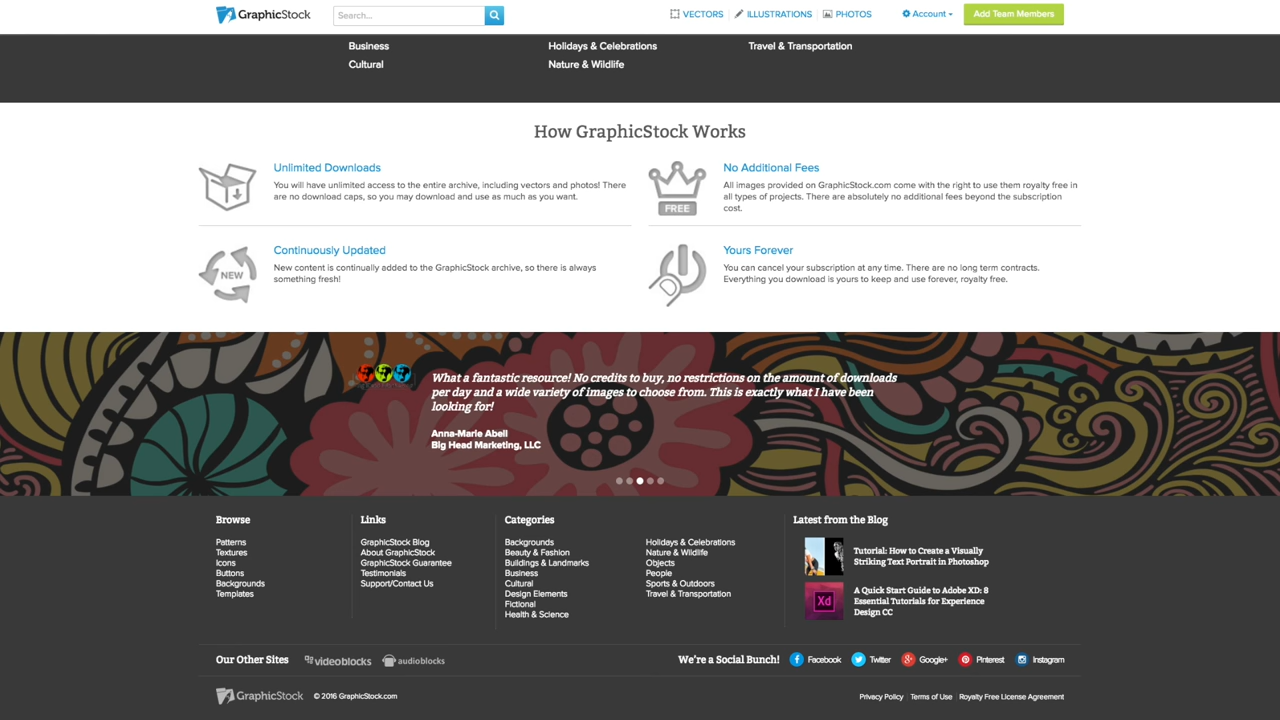 GraphicStock
Search...
VECTORS
ILLUSTRATIONS
PHOTOS
Account
Add Team Members
Business
Holidays & Celebrations
Travel & Transportation
Cultural
Nature & Wildlife
How GraphicStock Works
Unlimited Downloads
You will have unlimited access to the entire archive, including vectors and photos! There
are no download caps, so you may download and use as much as you want.
FREE
No Additional Fees
All images provided on GraphicStock.com come with the right to use them royalty free in
all types of projects. There are absolutely no additional fees beyond the subscription
cost.
NEW
Continuously Updated
New content is continually added to the GraphicStock archive, so there is always
something fresh!
Yours Forever
You can cancel your subscription at any time. There are no long term contracts.
Everything you download is yours to keep and use forever, royalty free.
What a fantastic resource! No credits to buy, no restrictions on the amount of downloads
per day and a wide variety of images to choose from. This is exactly what I have been
looking for!
Anna-Marie Abell
Big Head Marketing, LLC
Browse
Patterns
Textures
Icons
Buttons
Backgrounds
Templates
Links
GraphicStock Blog
About GraphicStock
GraphicStock Guarantee
Testimonials
Support/Contact Us
Categories
Backgrounds
Beauty & Fashion
Buildings & Landmarks
Business
Cultural
Design Elements
Fictional
Health & Science
Holidays & Celebrations
Nature & Wildlife
Objects
People
Sports & Outdoors
Travel & Transportation
Latest from the Blog
Tutorial: How to Create a Visually
Striking Text Portrait in Photoshop
Xd
A Quick Start Guide to Adobe XD: 8
Essential Tutorials for Experience
Design CC
Our Other Sites
videoblocks
audioblocks
We're a Social Bunch!
Facebook
Twitter
Google+
Pinterest
Instagram
GraphicStock
© 2016 GraphicStock.com
Privacy Policy
Terms of Use
Royalty Free License Agreement